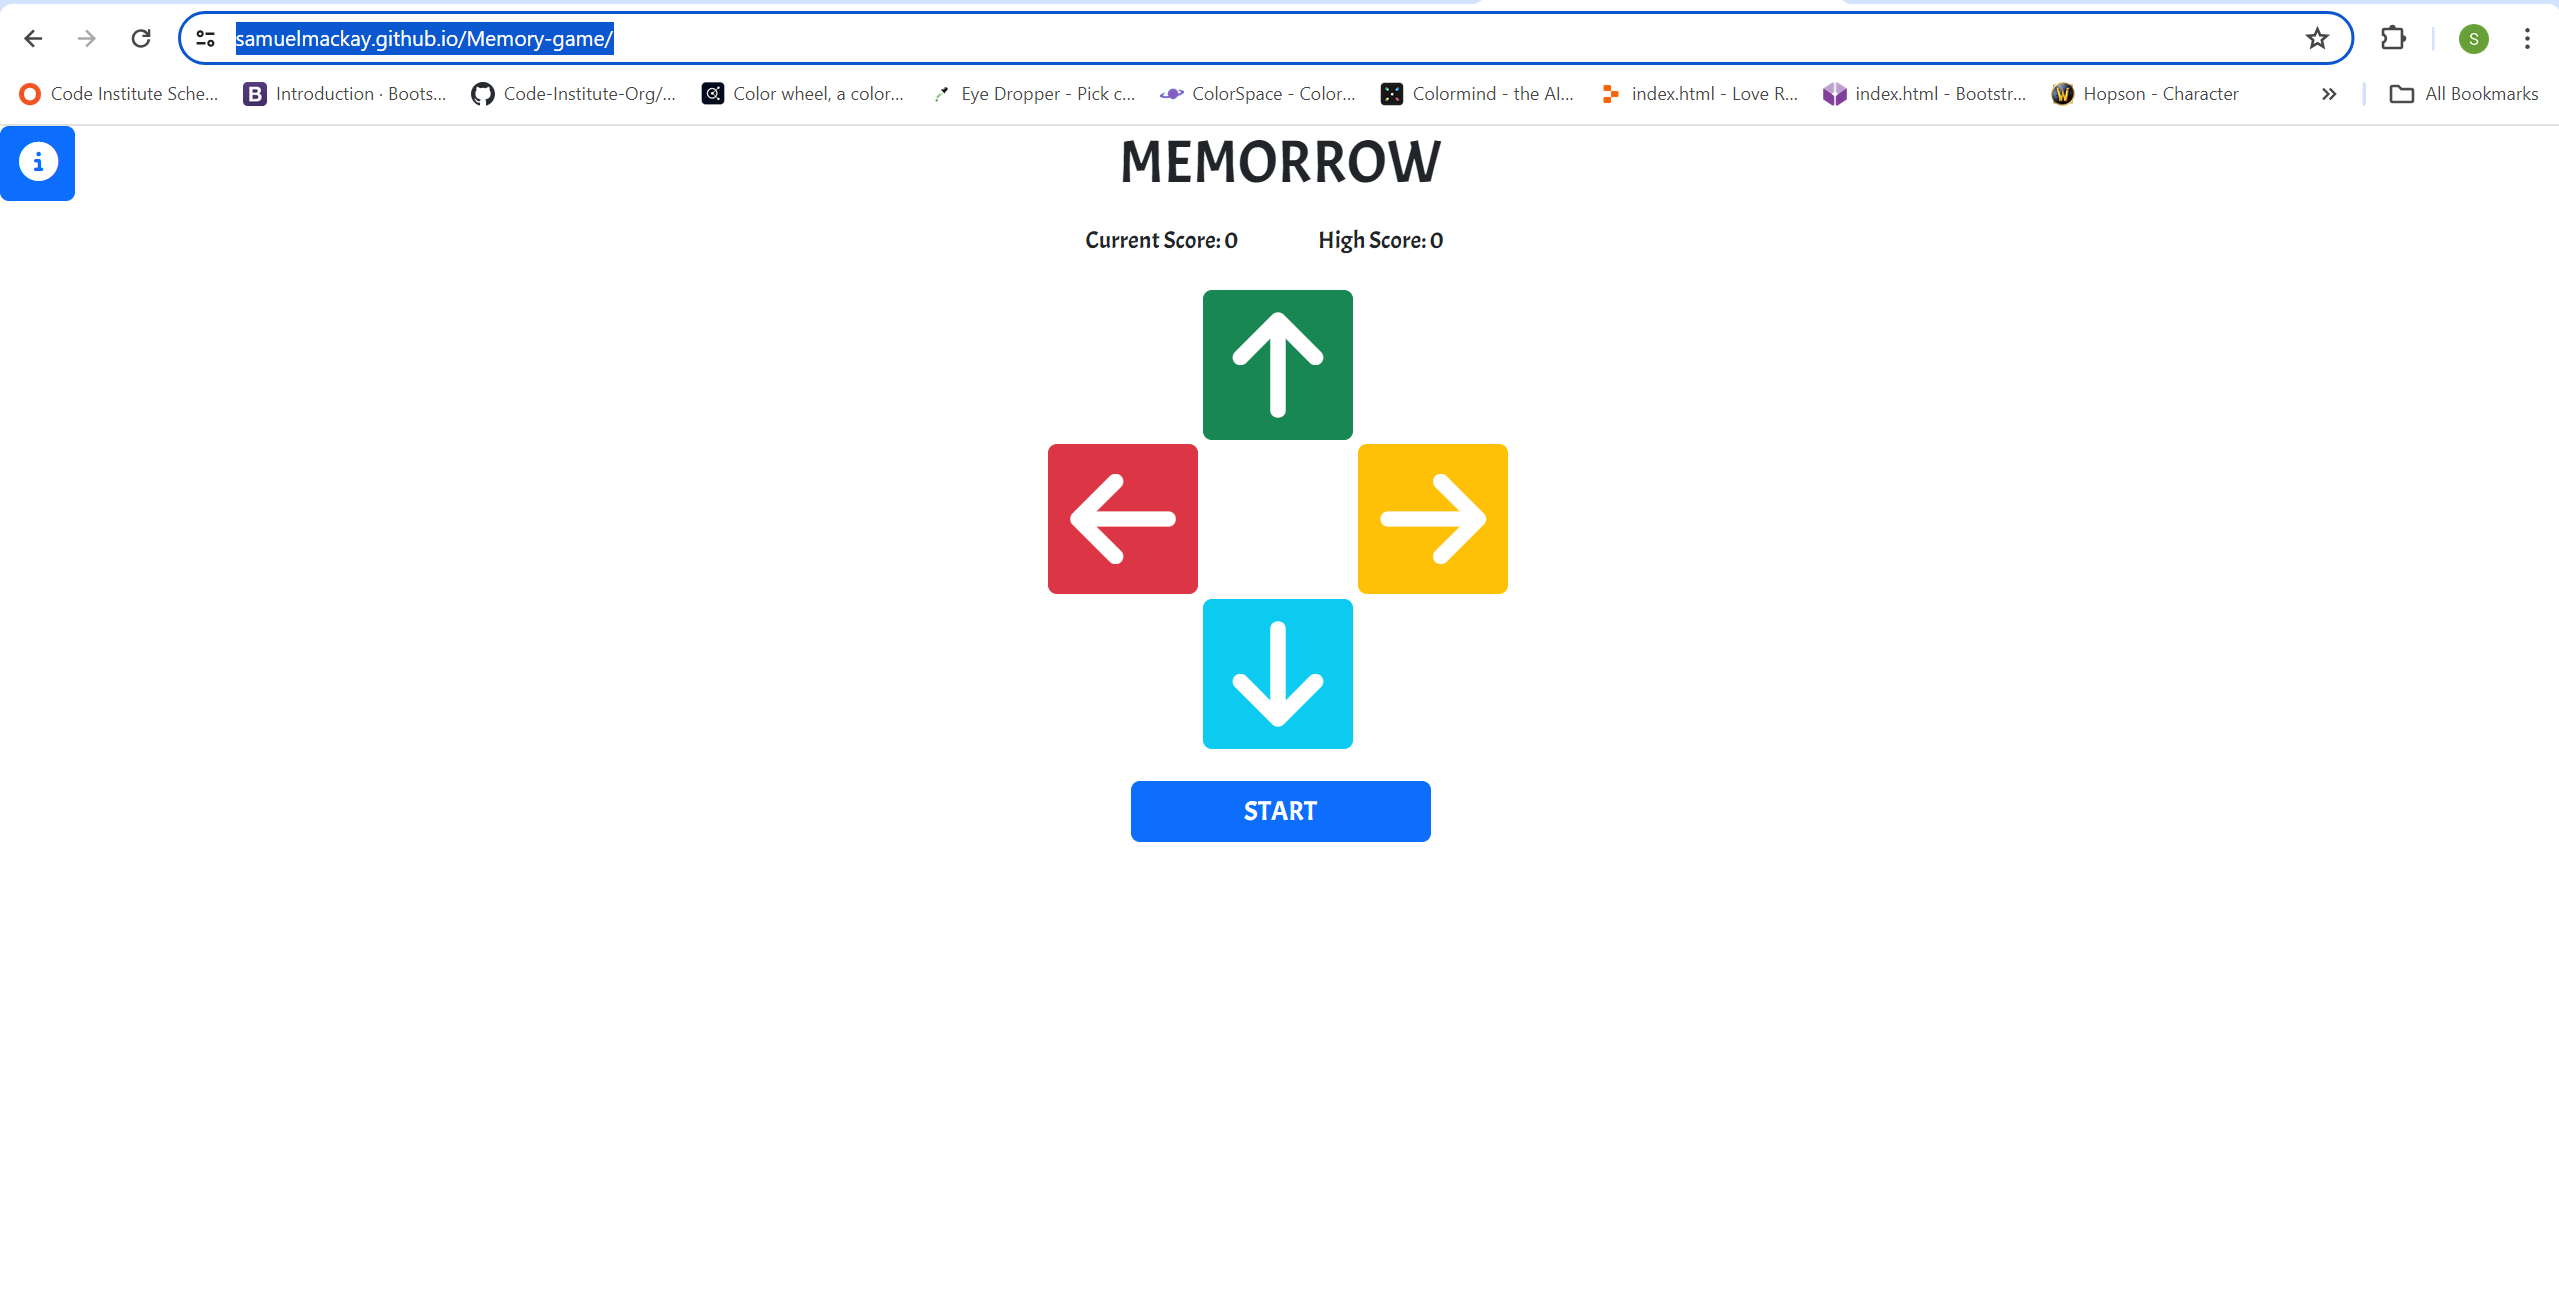 samuelmackay.github.io/Memory-game/
S
Code Institute Sche...
B Introduction · Boots...
Code-Institute-Org/...
Color wheel, a color...
Eye Dropper - Pick c...
ColorSpace - Color...
Colormind - the AI...
index.html - Love R...
index.html - Bootstr...
W Hopson - Character
All Bookmarks
MEMORROW
Current Score: 0 High Score: 0
START